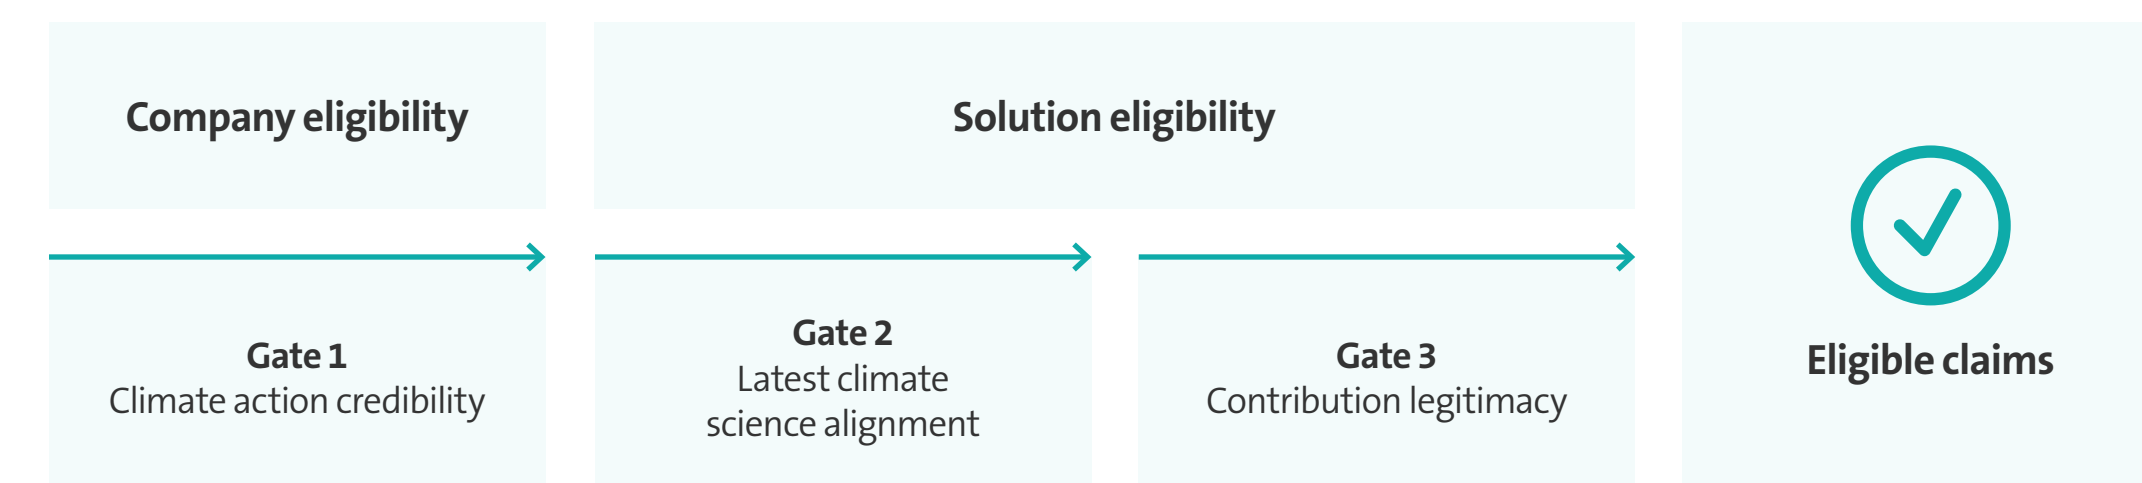 Company eligibility
Solution eligibility
Gate 1
Climate action credibility
Gate 2
Latest climate
science alignment
Gate 3
Contribution legitimacy
Eligible claims